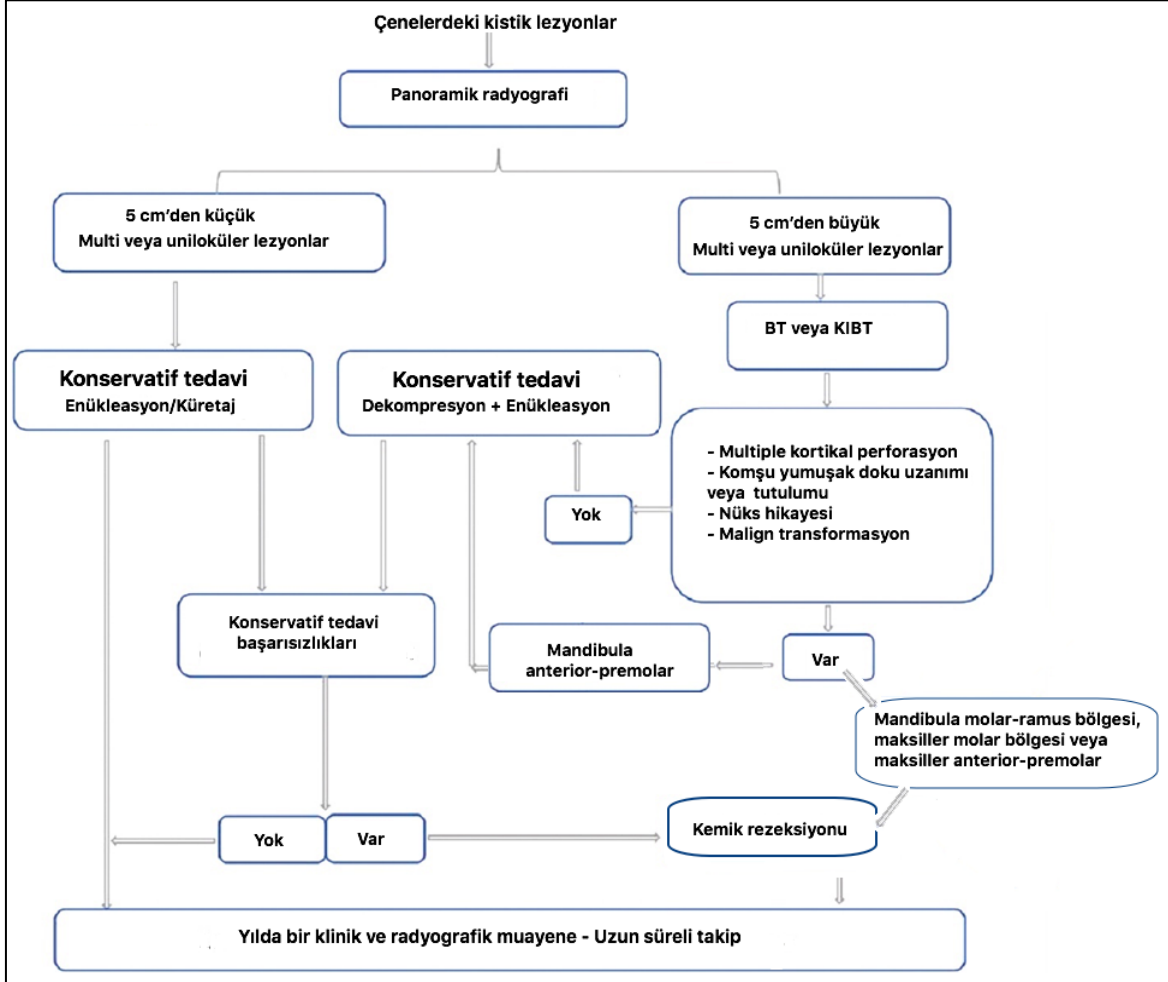 Çenelerdeki kistik lezyonlar
Panoramik radyografi
5 cm’den küçük
Multi veya uniloküler lezyonlar
5 cm’den büyük
Multi veya uniloküler lezyonlar
BT veya KIBT
Konservatif tedavi
Enükleasyon/Küretaj
Konservatif tedavi
Dekompresyon + Enükleasyon
- Multiple kortikal perforasyon
- Komşu yumuşak doku uzanımı
veya tutulumu
- Nüks hikayesi
- Malign transformasyon
Yok
Konservatif tedavi
başarısızlıkları
Mandibula
anterior-premolar
Var
Mandibula molar-ramus bölgesi,
maksiller molar bölgesi veya
maksiller anterior-premolar
Yok
Var
Kemik rezeksiyonu
Yılda bir klinik ve radyografik muayene - Uzun süreli takip